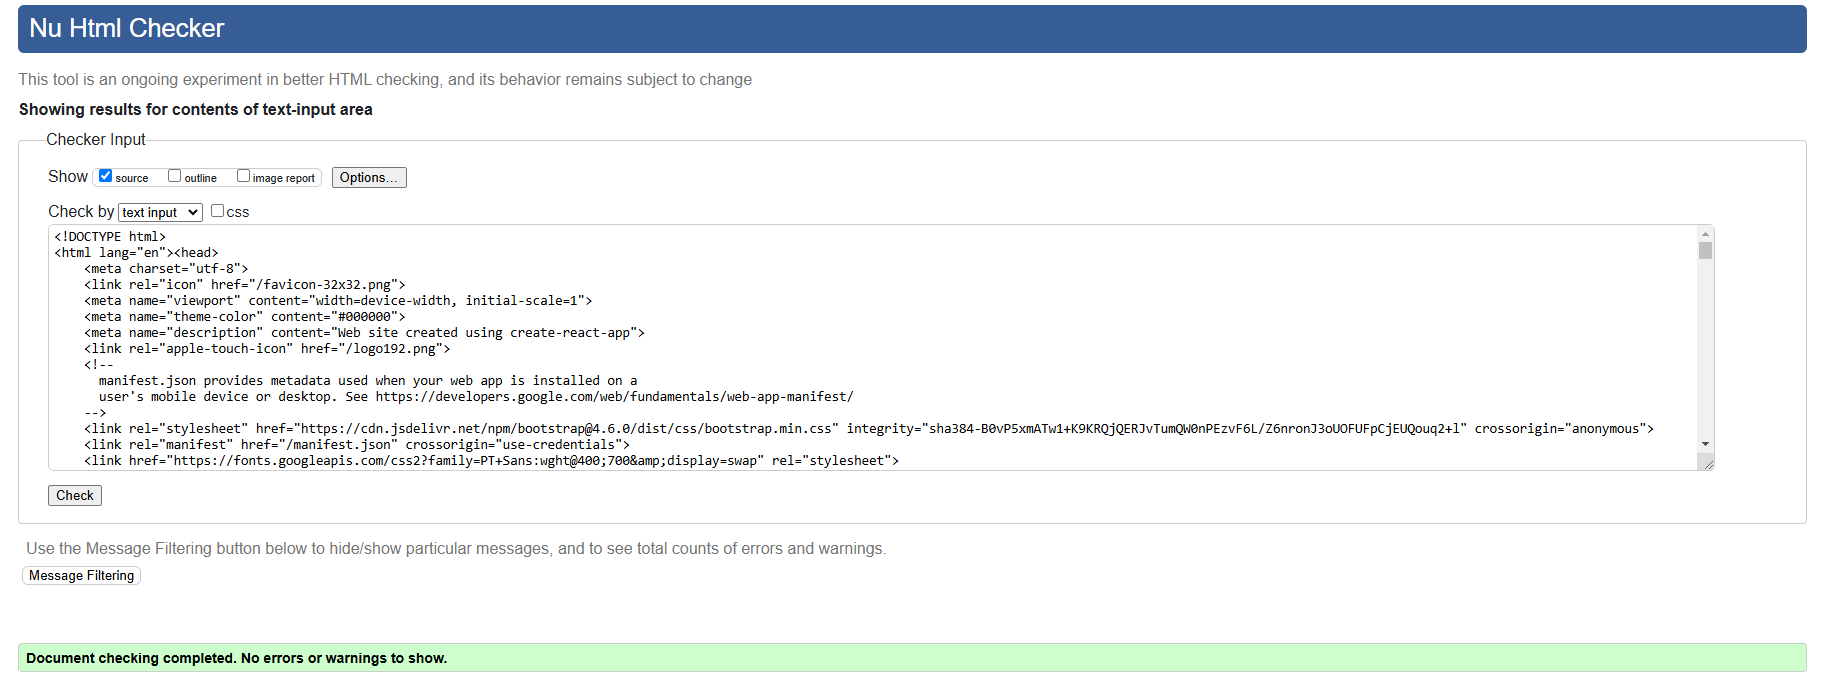 Nu Html Checker
This tool is an ongoing experiment in better HTML checking, and its behavior remains subject to change
Showing results for contents of text-input area
Checker Input
Show source outline image report Options...
Check by text input css
<!DOCTYPE html>
<html lang="en"><head>
    <meta charset="utf-8">
    <link rel="icon" href="/favicon-32x32.png">
    <meta name="viewport" content="width=device-width, initial-scale=1">
    <meta name="theme-color" content="#000000">
    <meta name="description" content="Web site created using create-react-app">
    <link rel="apple-touch-icon" href="/logo192.png">
    <!--
      manifest.json provides metadata used when your web app is installed on a
      user's mobile device or desktop. See https://developers.google.com/web/fundamentals/web-app-manifest/
    -->
    <link rel="stylesheet" href="https://cdn.jsdelivr.net/npm/bootstrap@4.6.0/dist/css/bootstrap.min.css" integrity="sha384-B0vP5xmATw1+K9KRQjQERJvTumQW0nPEzvF6L/Z6nronJ3oUOFUFpCjEUQouq2+l" crossorigin="anonymous">
    <link rel="manifest" href="/manifest.json" crossorigin="use-credentials">
    <link href="https://fonts.googleapis.com/css2?family=PT+Sans:wght@400;700&amp;display=swap" rel="stylesheet">
Check
Use the Message Filtering button below to hide/show particular messages, and to see total counts of errors and warnings.
Message Filtering
Document checking completed. No errors or warnings to show.